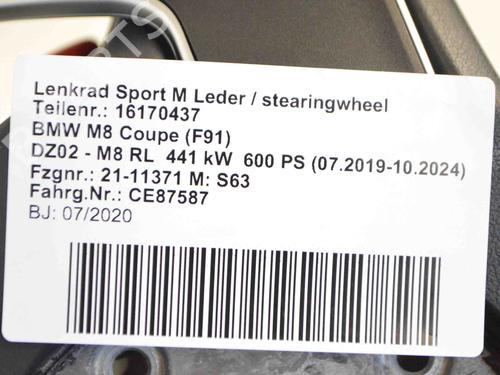 Lenkrad Sport M Leder / stearingwheel
Teilenr.: 16170437
BMW M8 Coupe (F91)
DZ02 - M8 RL 441 kW 600 PS (07.2019-10.2024)
Fzgnr.: 21-11371 M: S63
Fahrg.Nr.: CE87587
BJ: 07/2020